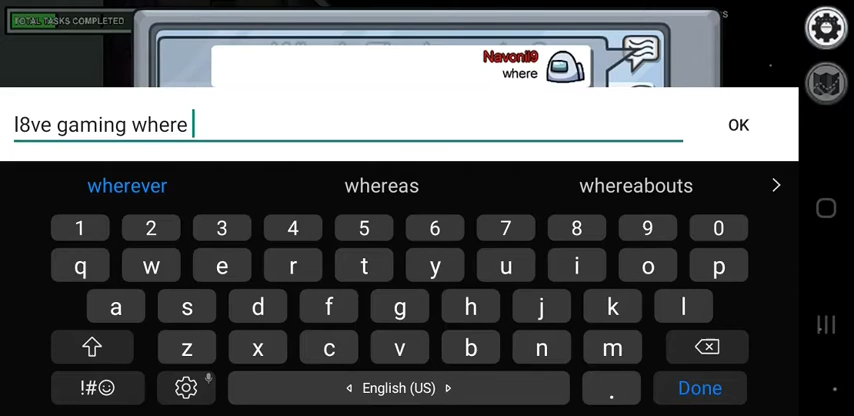 TOTAL TASKS COMPLETED
Navonii9
where
l8ve gaming where
OK
wherever
whereas
whereabouts
1 2 3 4 5 6 7 8 9 0
q w e r t y u i o p
a s d f g h j k l
z x c v b n m
!#☺
English (US)
.
Done